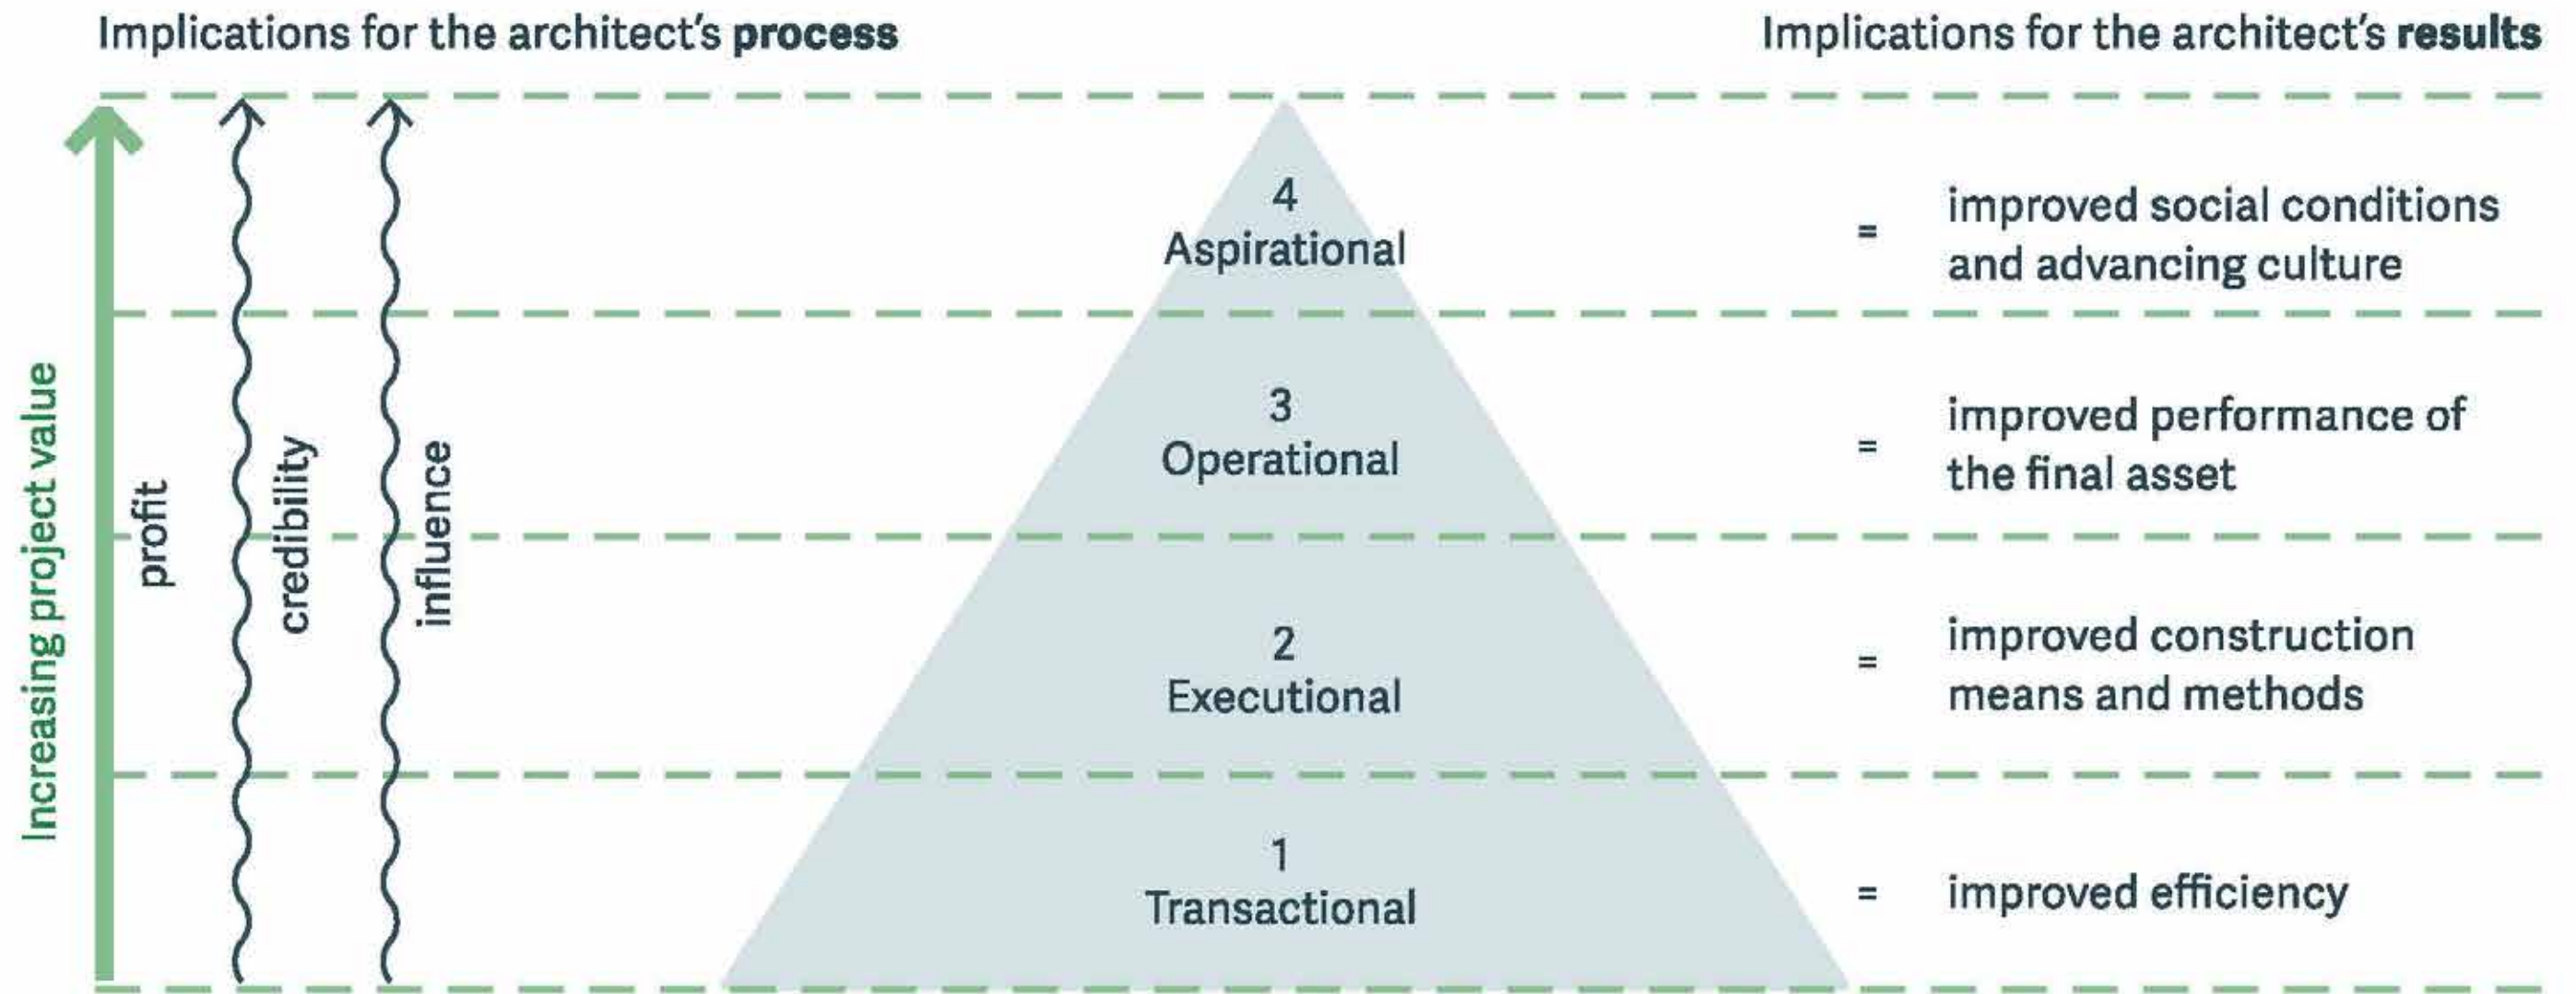 Implications for the architect's process
Implications for the architect's results
Increasing project value
profit
credibility
influence
4
Aspirational
=
improved social conditions
and advancing culture
3
Operational
=
improved performance of
the final asset
2
Executional
=
improved construction
means and methods
1
Transactional
=
improved efficiency